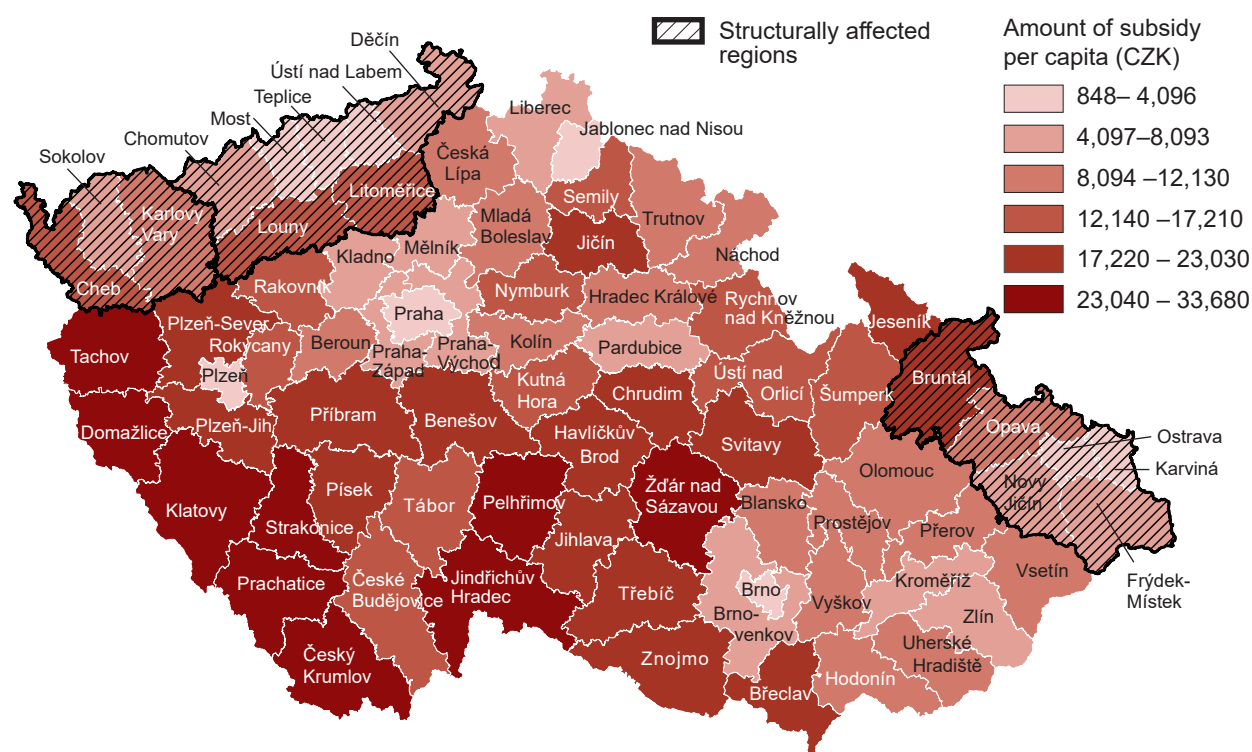 Structurally affected
regions
Amount of subsidy
per capita (CZK)
848– 4,096
4,097–8,093
8,094 –12,130
12,140 –17,210
17,220 – 23,030
23,040 – 33,680
Děčín
Ústí nad Labem
Teplice
Most
Chomutov
Sokolov
Liberec
Jablonec nad Nisou
Česká
Lípa
Litoměřice
Semily
Karlovy
Vary
Louny
Mladá
Boleslav
Trutnov
Jičín
Mělník
Kladno
Náchod
Cheb
Rakovník
Nymburk
Hradec Králové
Rychnov
nad Kněžnou
Praha
Jeseník
Plzeň-Sever
Rokycany
Beroun
Praha-
Západ
Praha-
Východ
Kolín
Pardubice
Tachov
Plzeň
Kutná
Hora
Chrudim
Ústí nad
Orlicí
Šumperk
Bruntál
Příbram
Benešov
Plzeň-Jih
Domažlice
Havlíčkův
Brod
Svitavy
Opava
Ostrava
Karviná
Olomouc
Nový
Jičín
Klatovy
Strakonice
Písek
Tábor
Pelhřimov
Žďár nad
Sázavou
Blansko
Prostějov
Přerov
Jihlava
Prachatice
České
Budějovice
Jindřichův
Hradec
Třebíč
Brno
Brno-
venkov
Vyškov
Kroměříž
Vsetín
Frýdek-
Místek
Zlín
Uherské
Hradiště
Český
Krumlov
Znojmo
Břeclav
Hodonín